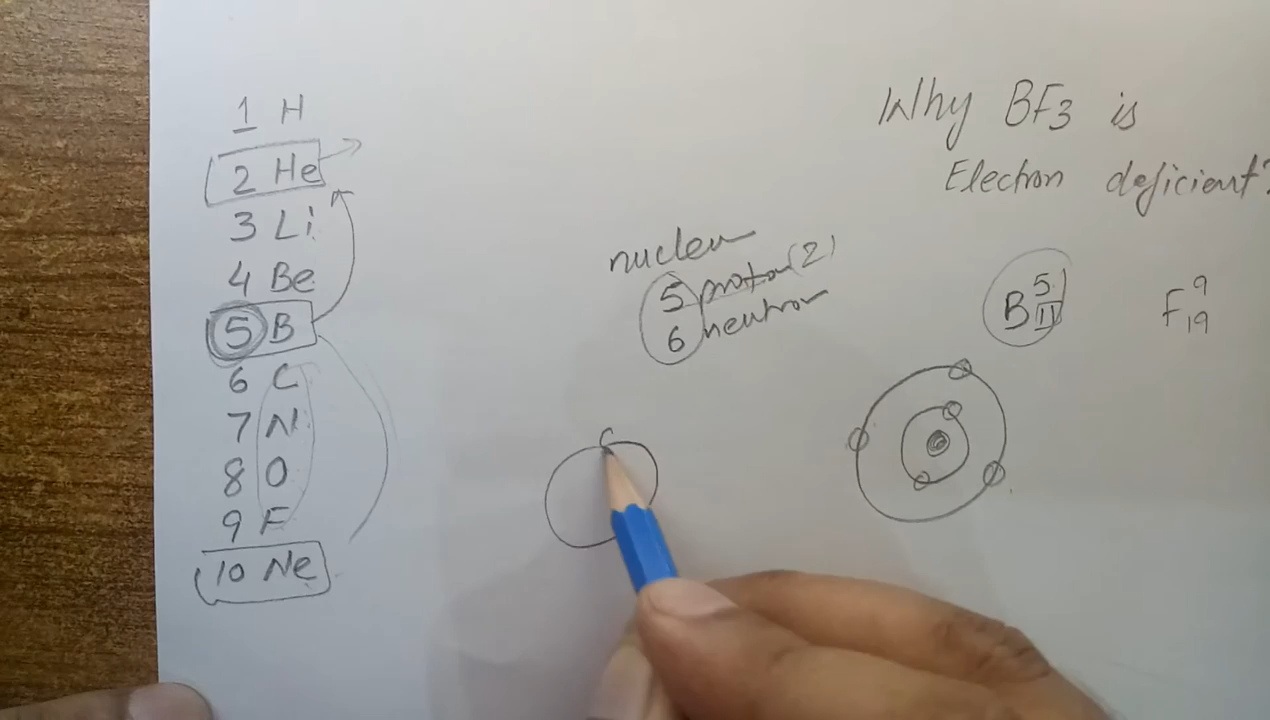 1 H
2 He
3 Li
4 Be
5 B
6 C
7 N
8 O
9 F
10 Ne
Why BF3 is
Electron deficient?
nucleu
5 proton (2)
6 neutron
B 5 11
F 9 19